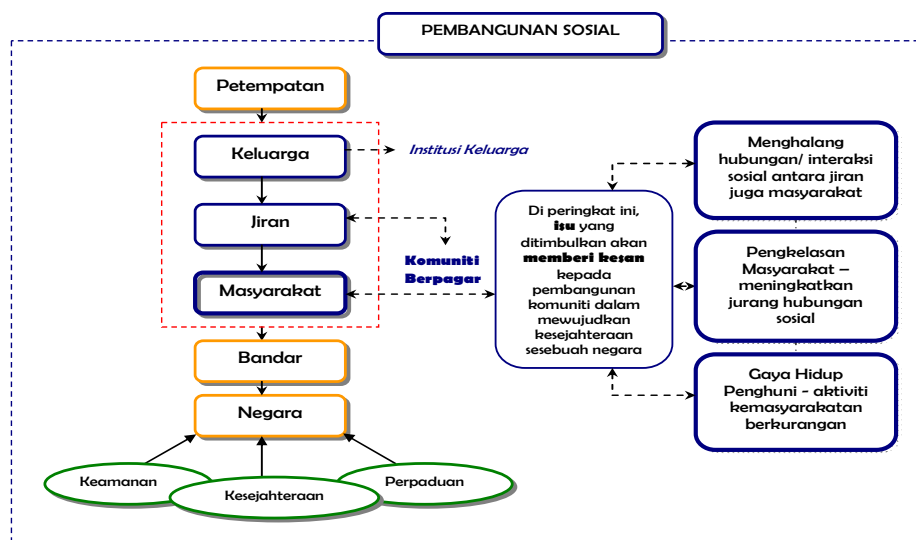 PEMBANGUNAN SOSIAL
Petempatan
Keluarga
Institusi Keluarga
Jiran
Komuniti
Berpagar
Masyarakat
Bandar
Negara
Keamanan
Kesejahteraan
Perpaduan
Di peringkat ini,
isu yang
ditimbulkan akan
memberi kesan
kepada
pembangunan
komuniti dalam
mewujudkan
kesejahteraan
sesebuah negara
Menghalang
hubungan/ interaksi
sosial antara jiran
juga masyarakat
Pengkelasan
Masyarakat –
meningkatkan
jurang hubungan
sosial
Gaya Hidup
Penghuni - aktiviti
kemasyarakatan
berkurangan